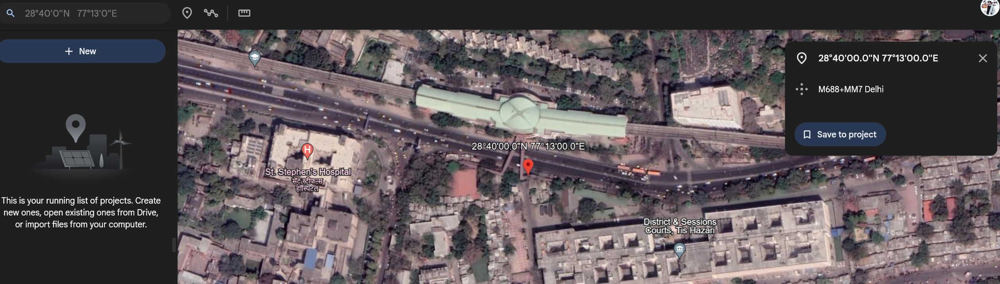 28°40'0"N   77°13'0"E
New
This is your running list of projects. Create
new ones, open existing ones from Drive,
or import files from your computer.
28°40'00.0"N 77°13'00.0"E
M688+MM7 Delhi
Save to project
28°40'00.0"N 77°13'00.0"E
H
St. Stephen's Hospital
सेंट स्टीफन्स
हॉस्पिटल
District & Sessions
Courts, Tis Hazari